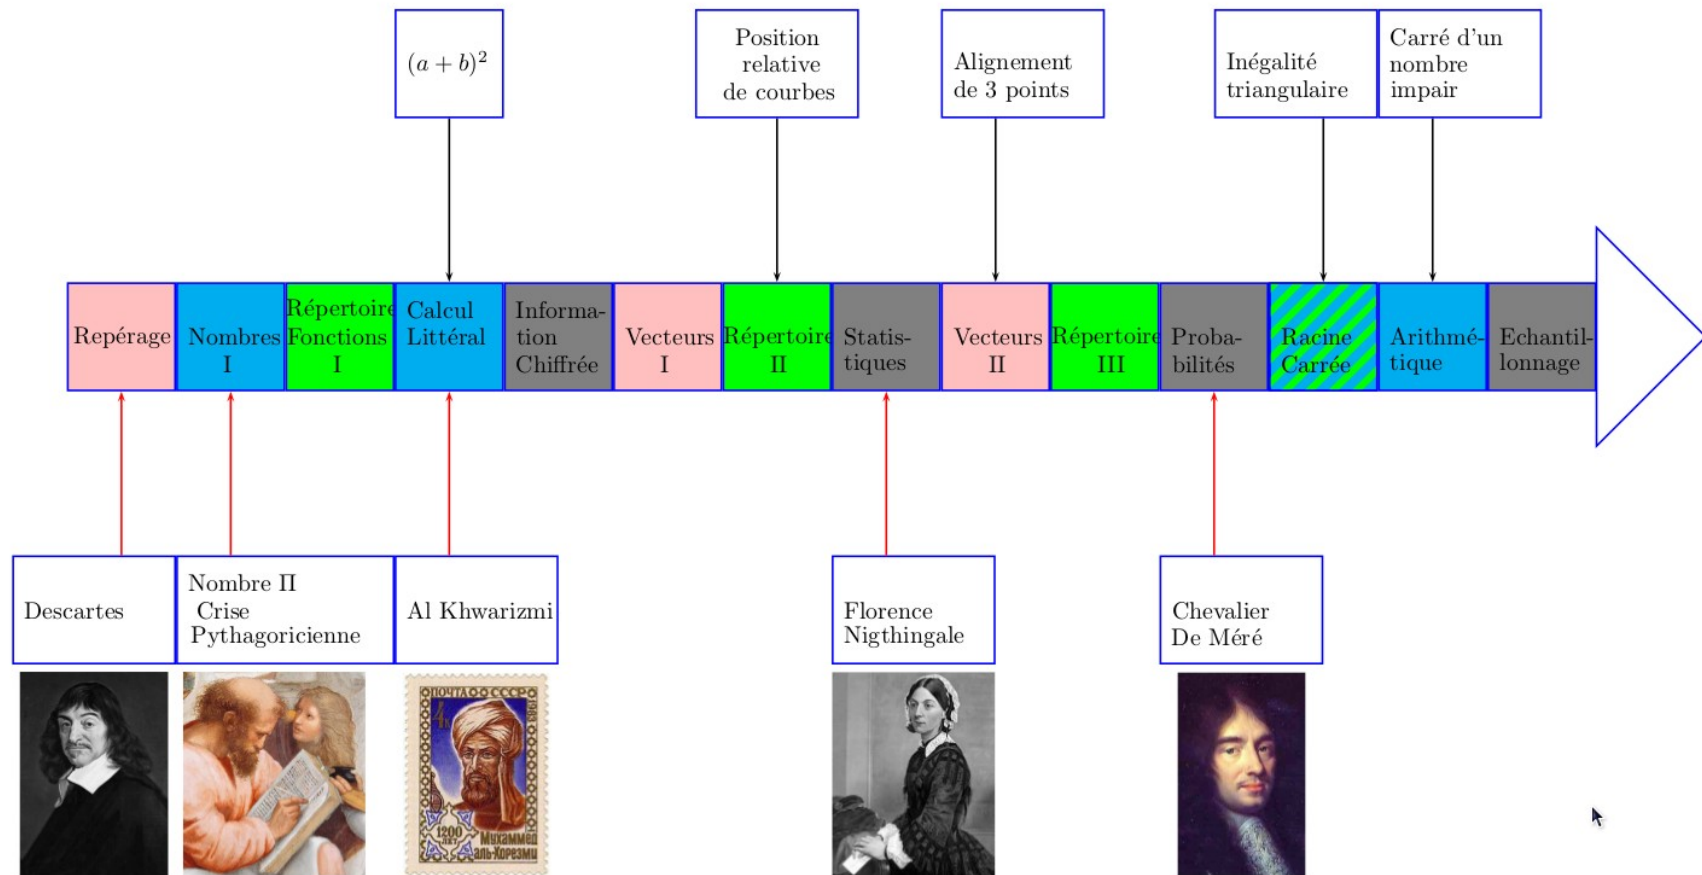 (a + b)²
Position
relative
de courbes
Alignement
de 3 points
Inégalité
triangulaire
Carré d'un
nombre
impair
Repérage
Nombres
I
Répertoire
Fonctions
I
Calcul
Littéral
Informa-
tion
Chiffrée
Vecteurs
I
Répertoire
II
Statis-
tiques
Vecteurs
II
Répertoire
III
Proba-
bilités
Racine
Carrée
Arithmé-
tique
Echantil-
lonnage
Descartes
Nombre Π
Crise
Pythagoricienne
Al Khwarizmi
Florence
Nigthingale
Chevalier
De Méré
ПОЧТА СССР
1983
4к
1200
ЛЕТ
Мухаммед
аль-Хорезми